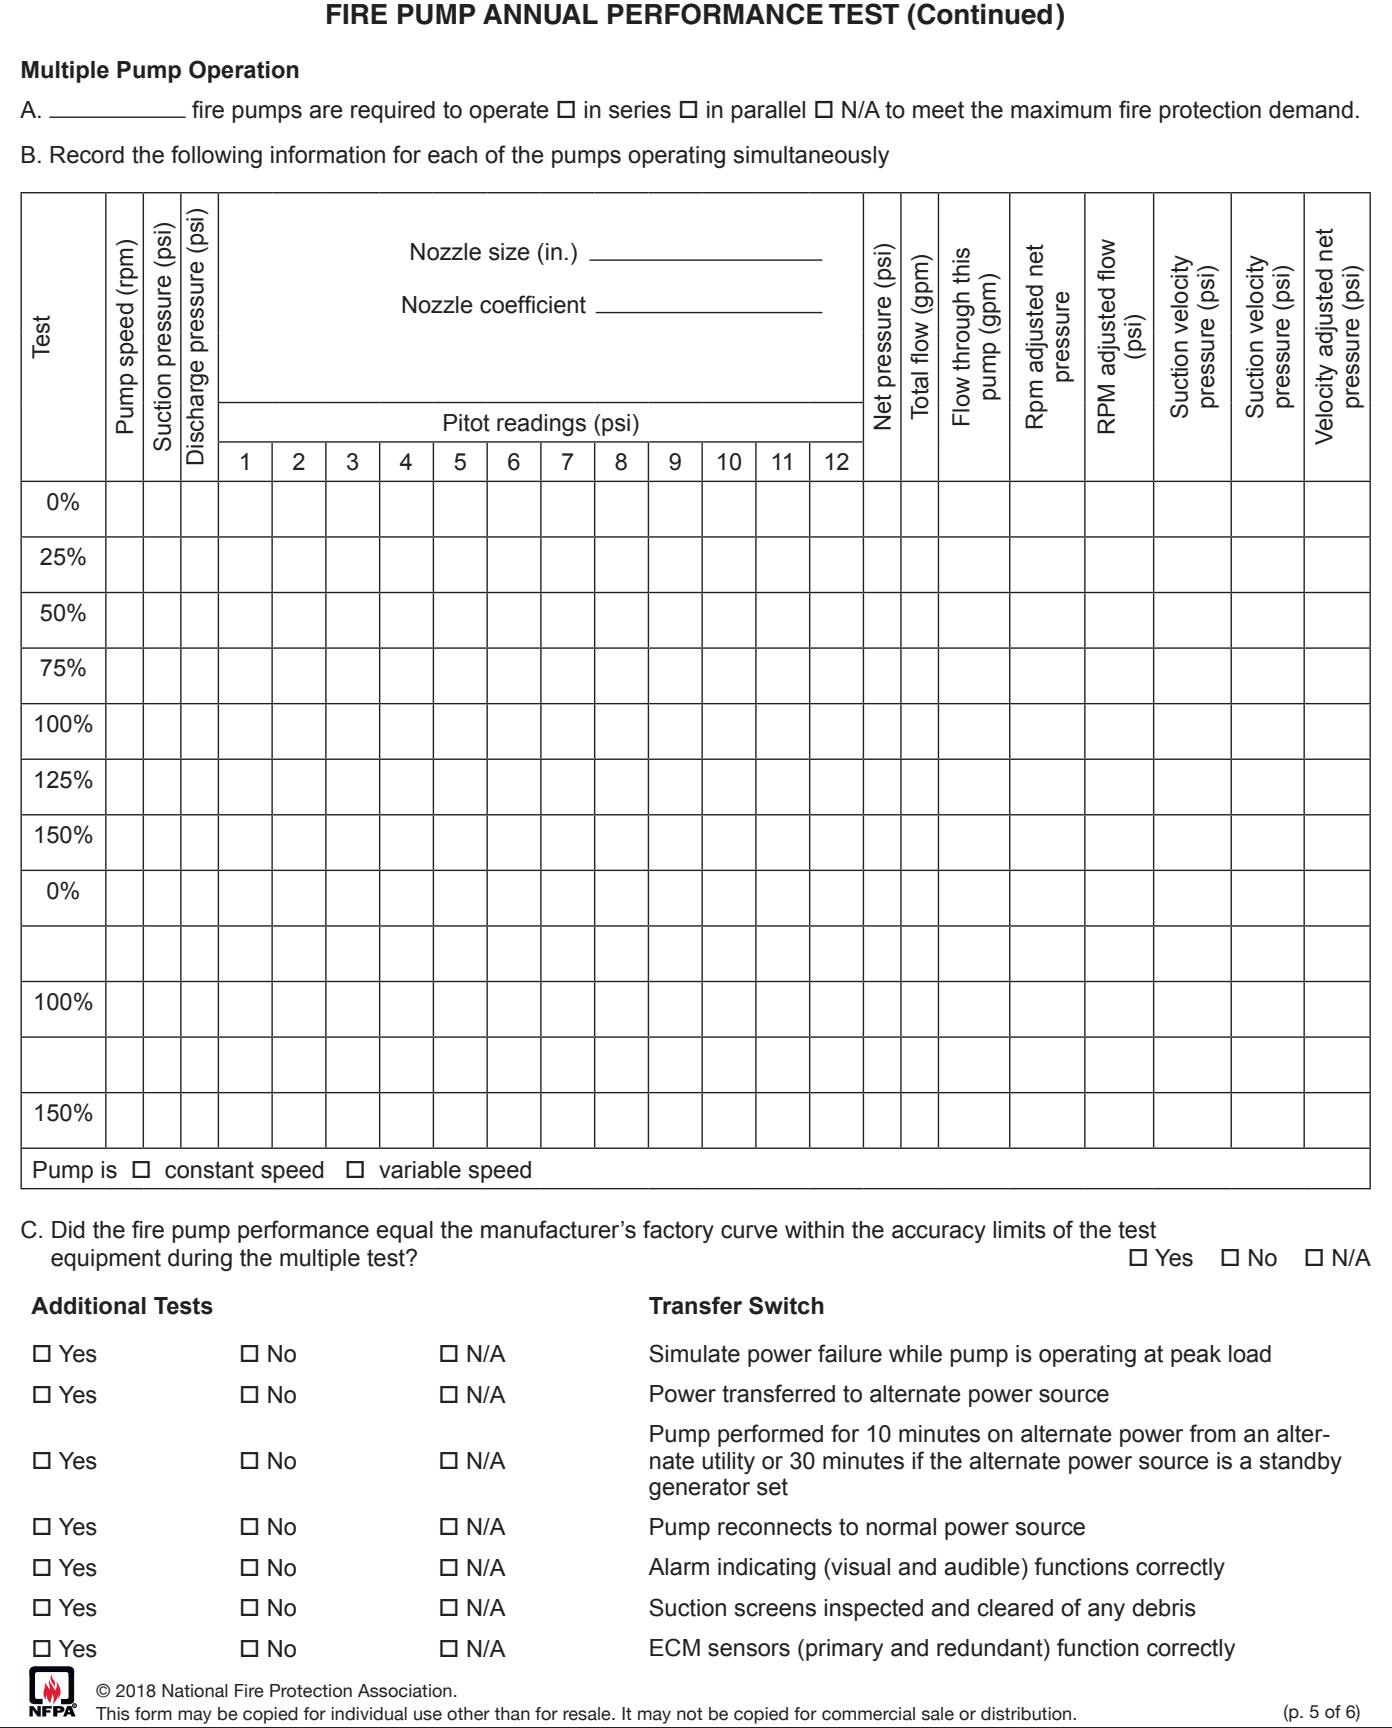 FIRE PUMP ANNUAL PERFORMANCE TEST (Continued)
Multiple Pump Operation
A. __________ fire pumps are required to operate ☐ in series ☐ in parallel ☐ N/A to meet the maximum fire protection demand.
B. Record the following information for each of the pumps operating simultaneously
Test
Pump speed (rpm)
Suction pressure (psi)
Discharge pressure (psi)
Nozzle size (in.) __________
Nozzle coefficient __________
Pitot readings (psi)
1 2 3 4 5 6 7 8 9 10 11 12
Net pressure (psi)
Total flow (gpm)
Flow through this
pump (gpm)
Rpm adjusted net
pressure
RPM adjusted flow
(psi)
Suction velocity
pressure (psi)
Suction velocity
pressure (psi)
Velocity adjusted net
pressure (psi)
0%
25%
50%
75%
100%
125%
150%
0%
100%
150%
Pump is ☐ constant speed ☐ variable speed
C. Did the fire pump performance equal the manufacturer’s factory curve within the accuracy limits of the test
equipment during the multiple test? ☐ Yes ☐ No ☐ N/A
Additional Tests Transfer Switch
☐ Yes ☐ No ☐ N/A Simulate power failure while pump is operating at peak load
☐ Yes ☐ No ☐ N/A Power transferred to alternate power source
Pump performed for 10 minutes on alternate power from an alter-
☐ Yes ☐ No ☐ N/A nate utility or 30 minutes if the alternate power source is a standby
generator set
☐ Yes ☐ No ☐ N/A Pump reconnects to normal power source
☐ Yes ☐ No ☐ N/A Alarm indicating (visual and audible) functions correctly
☐ Yes ☐ No ☐ N/A Suction screens inspected and cleared of any debris
☐ Yes ☐ No ☐ N/A ECM sensors (primary and redundant) function correctly
NFPA®
© 2018 National Fire Protection Association.
This form may be copied for individual use other than for resale. It may not be copied for commercial sale or distribution.
(p. 5 of 6)